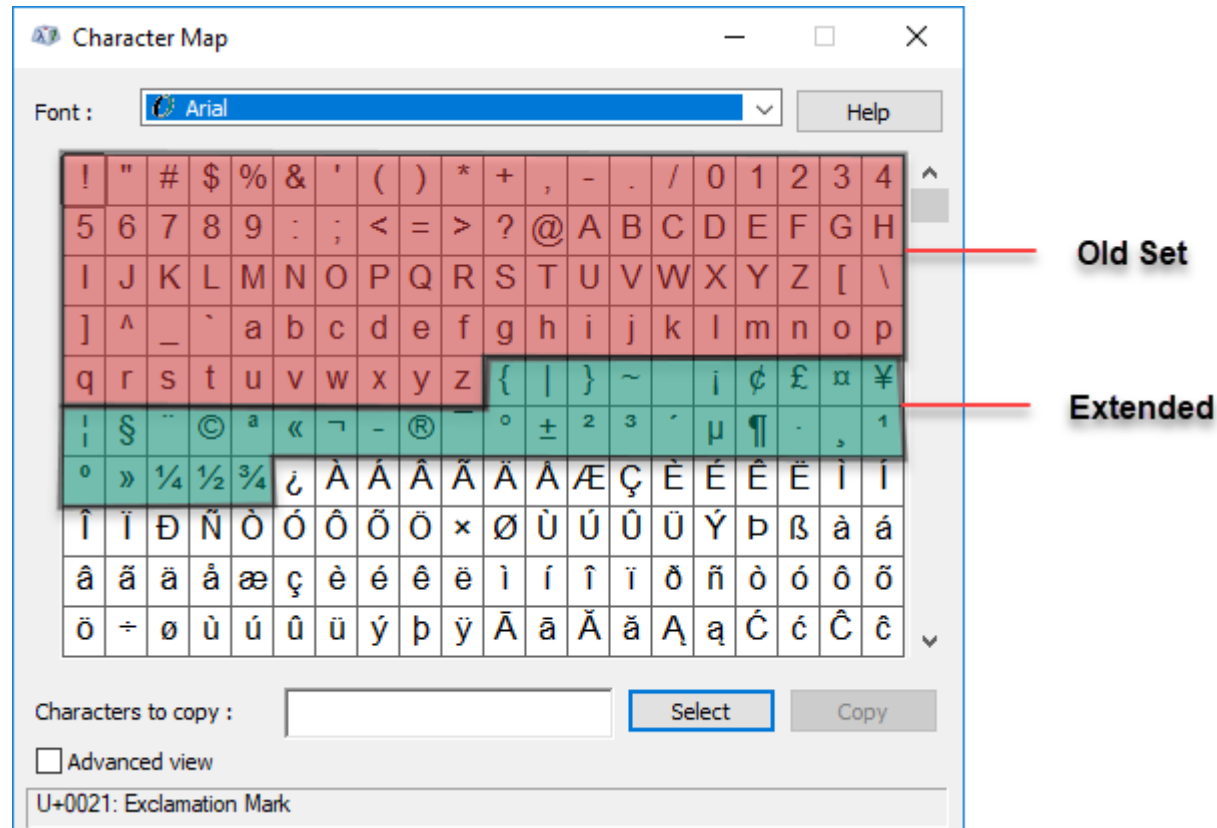 Character Map
Font :
Arial
Help
! " # $ % & ' ( ) * + , - . / 0 1 2 3 4
5 6 7 8 9 : ; < = > ? @ A B C D E F G H
Old Set
I J K L M N O P Q R S T U V W X Y Z [ \
] ^ _ ` a b c d e f g h i j k l m n o p
q r s t u v w x y z { | } ~ ¡ ¢ £ ¤ ¥
Extended
¦ § ¨ © ª « ¬ - ® ¯ ° ± ² ³ ´ µ ¶ · ¸ ¹
º » ¼ ½ ¾ ¿ À Á Â Ã Ä Å Æ Ç È É Ê Ë Ì Í
Î Ï Ð Ñ Ò Ó Ô Õ Ö × Ø Ù Ú Û Ü Ý Þ ß à á
â ã ä å æ ç è é ê ë ì í î ï ð ñ ò ó ô õ
ö ÷ ø ù ú û ü ý þ ÿ Ā ā Ă ă Ą ą Ć ć Ĉ ĉ
Characters to copy :
Select
Copy
Advanced view
U+0021: Exclamation Mark